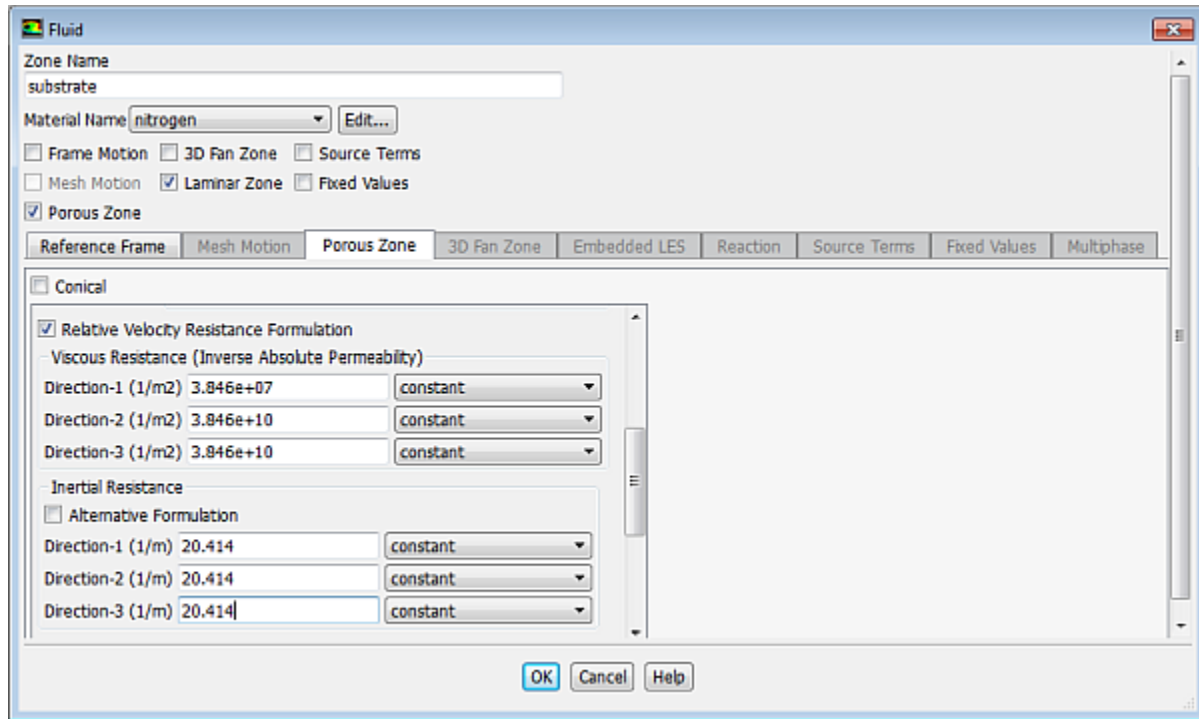 Fluid
Zone Name
substrate
Material Name nitrogen Edit...
Frame Motion 3D Fan Zone Source Terms
Mesh Motion Laminar Zone Fixed Values
Porous Zone
Reference Frame Mesh Motion Porous Zone 3D Fan Zone Embedded LES Reaction Source Terms Fixed Values Multiphase
Conical
Relative Velocity Resistance Formulation
Viscous Resistance (Inverse Absolute Permeability)
Direction-1 (1/m2) 3.846e+07 constant
Direction-2 (1/m2) 3.846e+10 constant
Direction-3 (1/m2) 3.846e+10 constant
Inertial Resistance
Alternative Formulation
Direction-1 (1/m) 20.414 constant
Direction-2 (1/m) 20.414 constant
Direction-3 (1/m) 20.414 constant
OK Cancel Help